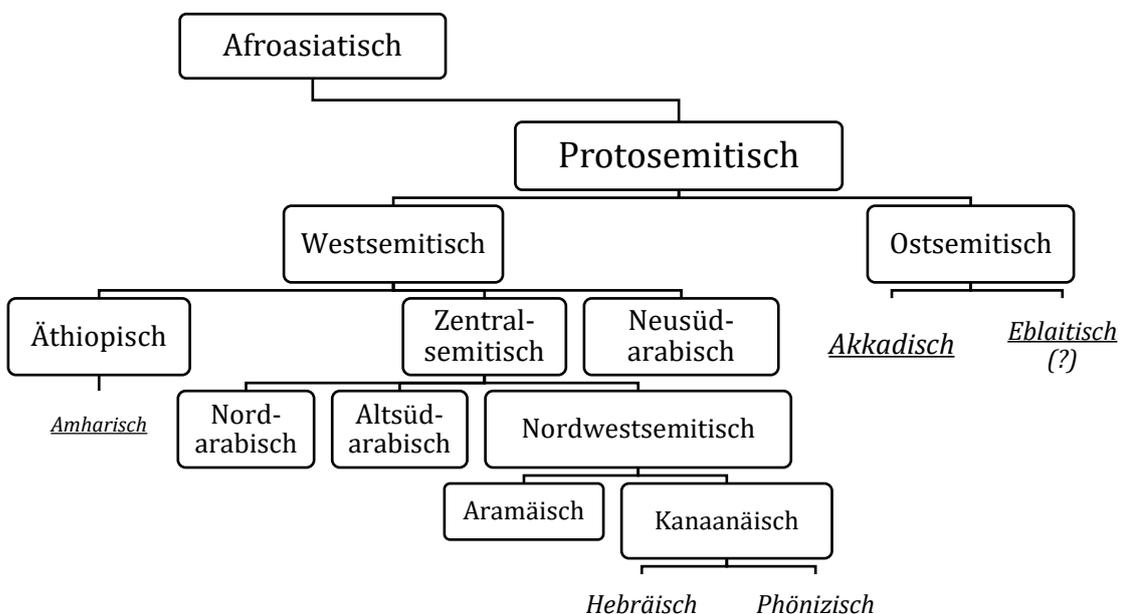 Afroasiatisch
Protosemitisch
Westsemitisch
Ostsemitisch
Äthiopisch
Zentral-
semitisch
Neusüd-
arabisch
Akkadisch
Eblaitisch
(?)
Amharisch
Nord-
arabisch
Altsüd-
arabisch
Nordwestsemitisch
Aramäisch
Kanaanäisch
Hebräisch
Phönizisch